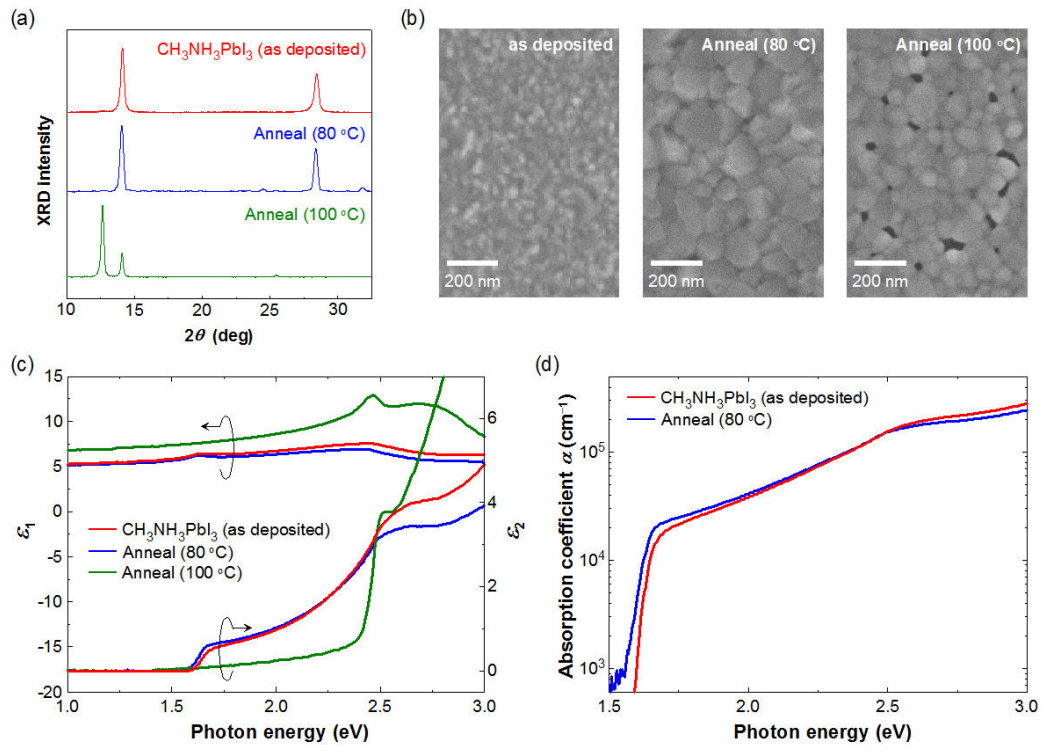 (a)
CH₃NH₃PbI₃ (as deposited)
Anneal (80 °C)
Anneal (100 °C)
XRD intensity
10 15 20 25 30
2θ (deg)
(b)
as deposited
200 nm
Anneal (80 °C)
200 nm
Anneal (100 °C)
200 nm
(c)
15
10
5
0
-5
-10
-15
-20
ε₁
6
4
2
0
ε₂
CH₃NH₃PbI₃ (as deposited)
Anneal (80 °C)
Anneal (100 °C)
1.0 1.5 2.0 2.5 3.0
Photon energy (eV)
(d)
CH₃NH₃PbI₃ (as deposited)
Anneal (80 °C)
Absorption coefficient α (cm⁻¹)
10⁵
10⁴
10³
1.5 2.0 2.5 3.0
Photon energy (eV)